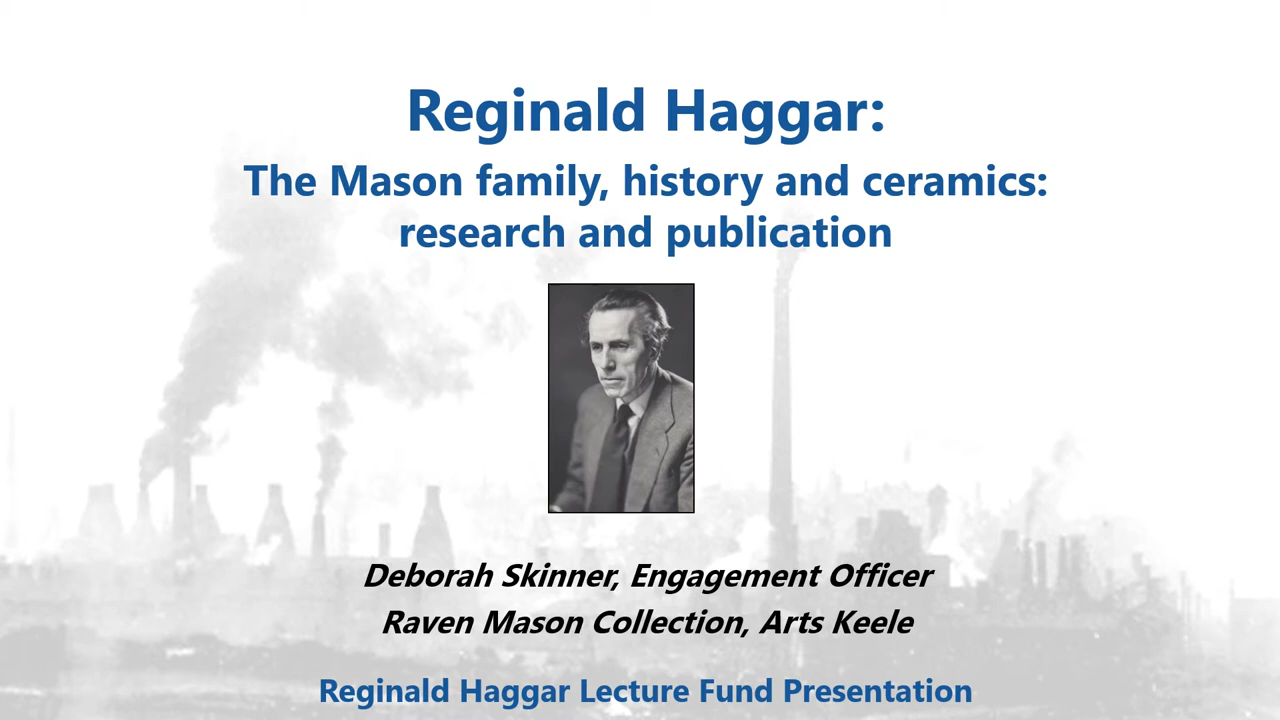 Reginald Haggar:
The Mason family, history and ceramics:
research and publication
Deborah Skinner, Engagement Officer
Raven Mason Collection, Arts Keele
Reginald Haggar Lecture Fund Presentation